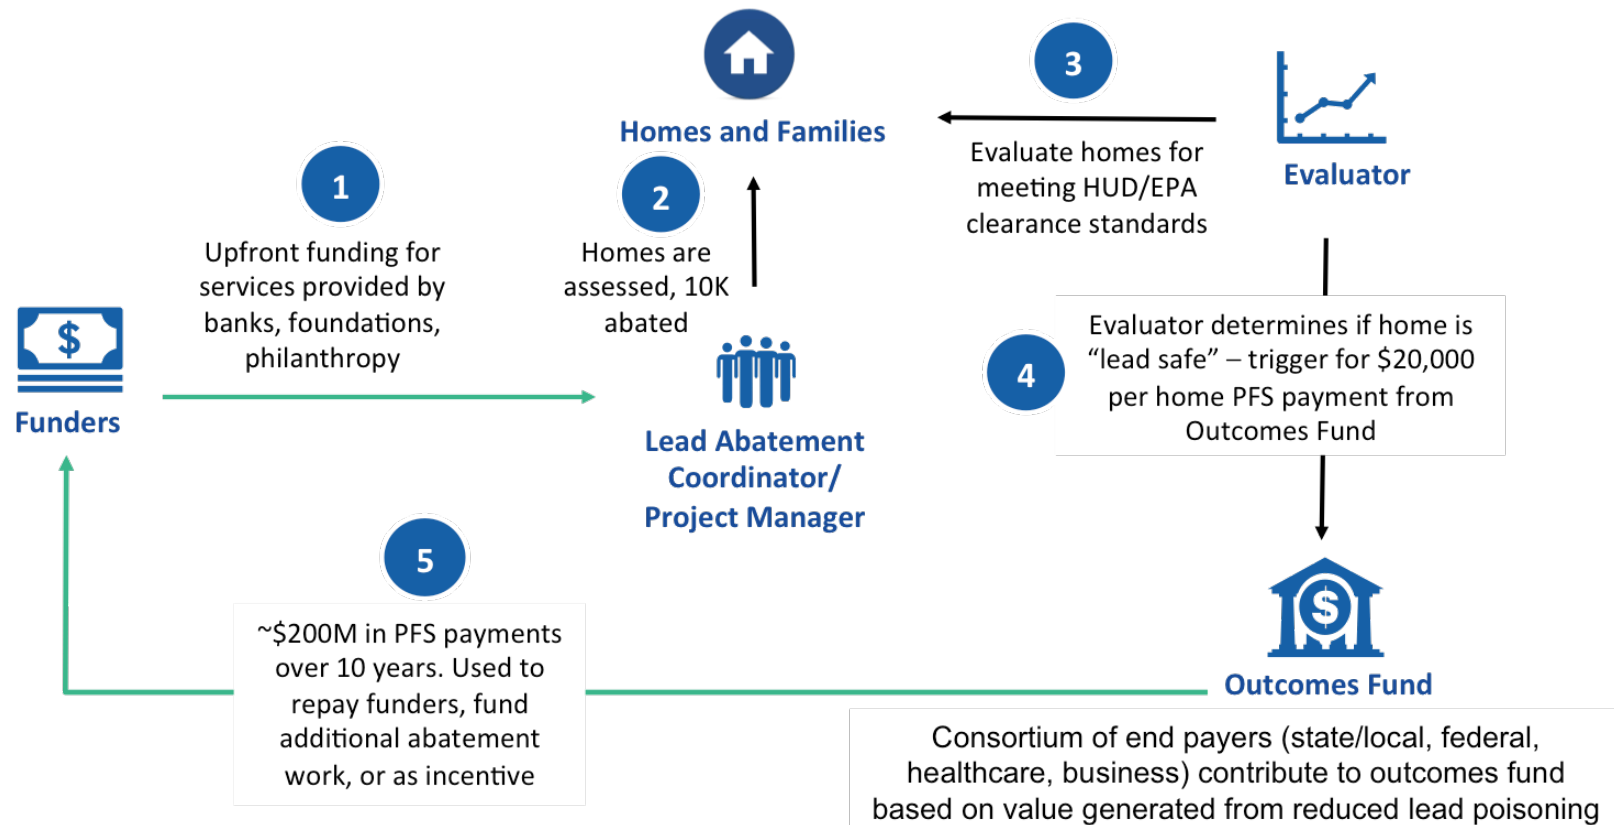 Homes and Families
3
Evaluate homes for
meeting HUD/EPA
clearance standards
Evaluator
1
Upfront funding for
services provided by
banks, foundations,
philanthropy
2
Homes are
assessed, 10K
abated
$
Funders
Lead Abatement
Coordinator/
Project Manager
4
Evaluator determines if home is
“lead safe” – trigger for $20,000
per home PFS payment from
Outcomes Fund
5
~$200M in PFS payments
over 10 years. Used to
repay funders, fund
additional abatement
work, or as incentive
$
Outcomes Fund
Consortium of end payers (state/local, federal,
healthcare, business) contribute to outcomes fund
based on value generated from reduced lead poisoning